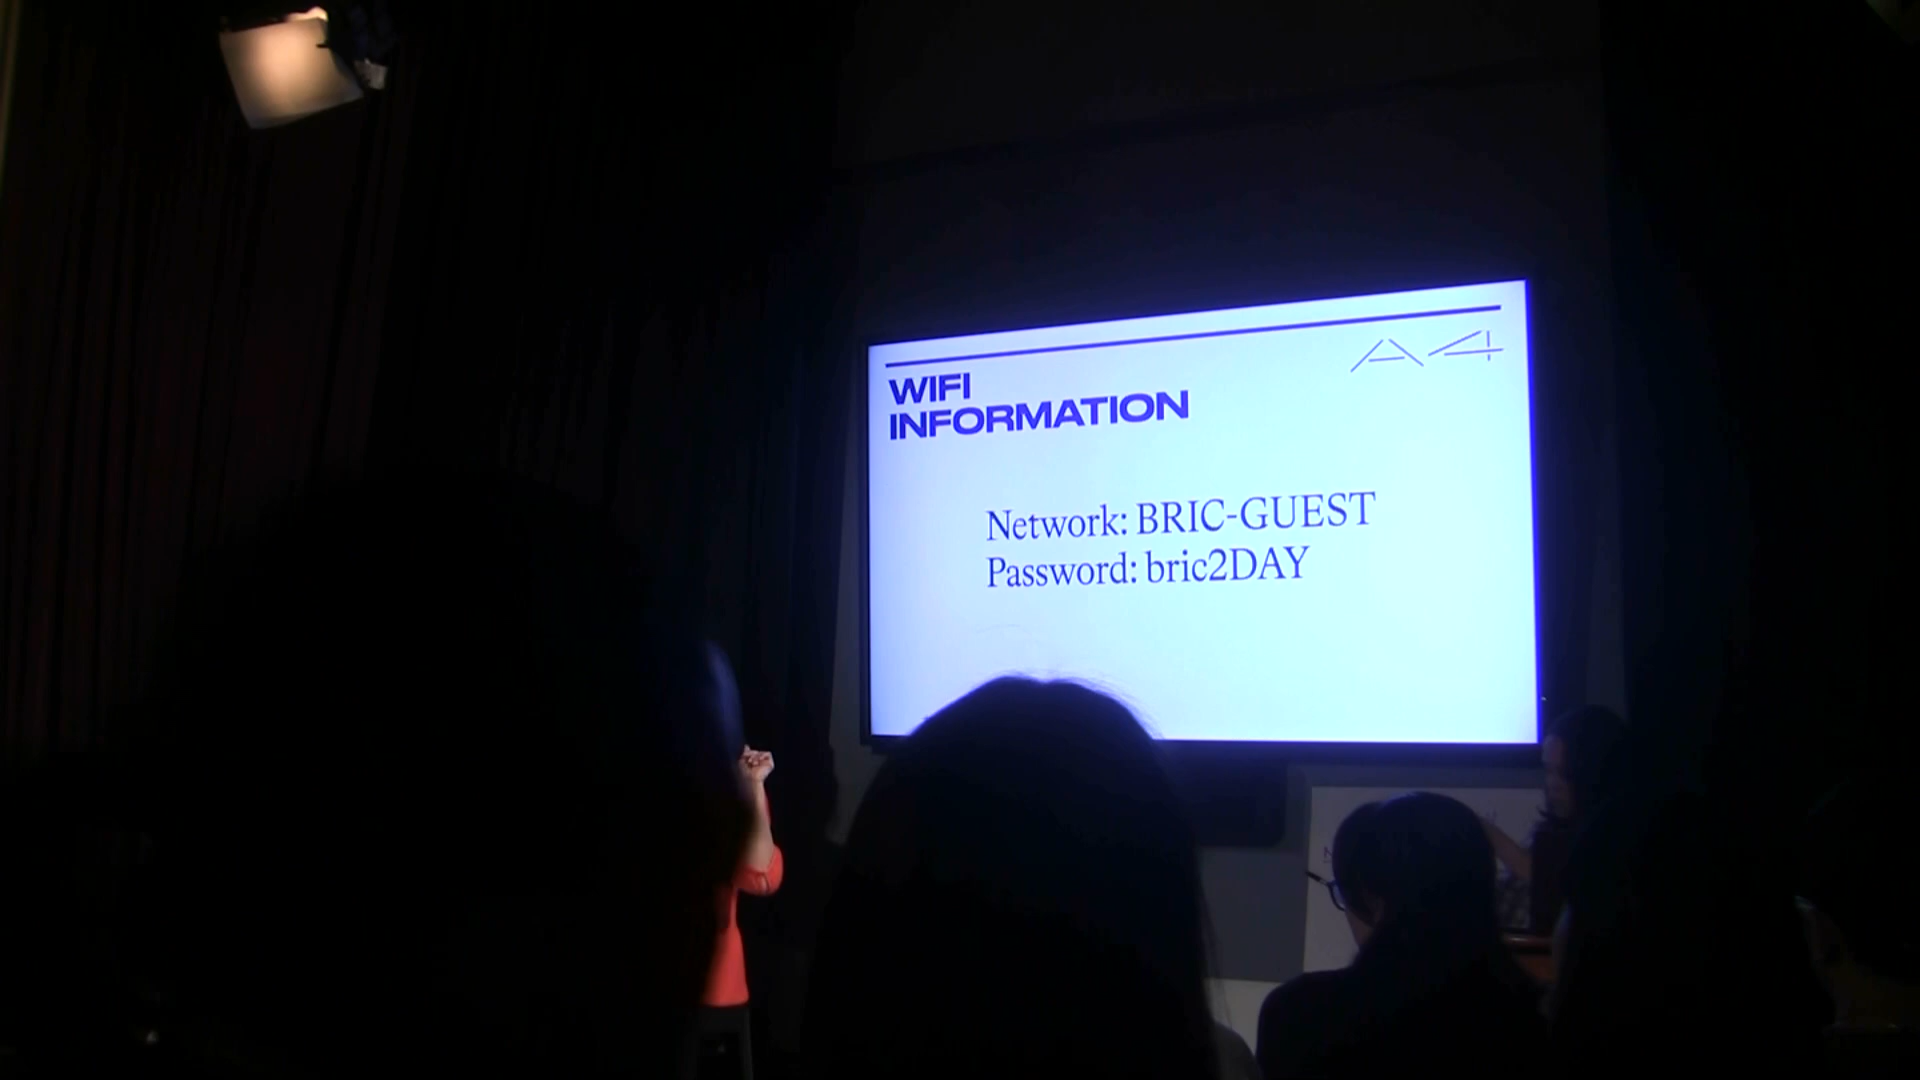 A4
WIFI
INFORMATION
Network: BRIC-GUEST
Password: bric2DAY